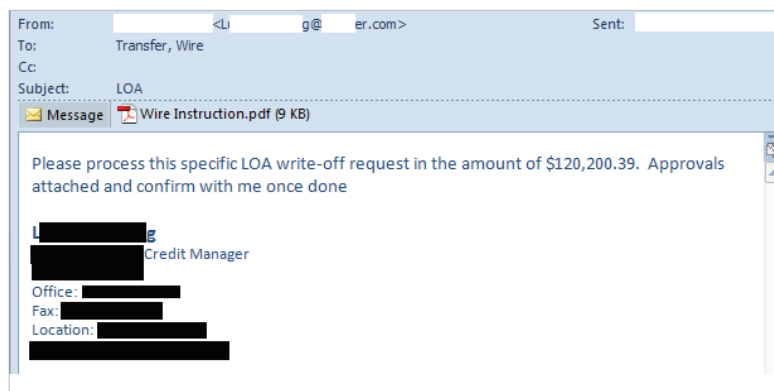 From: <L g@ er.com> Sent:
To: Transfer, Wire
Cc:
Subject: LOA
Message Wire Instruction.pdf (9 KB)
Please process this specific LOA write-off request in the amount of $120,200.39. Approvals
attached and confirm with me once done
L g
Credit Manager
Office:
Fax:
Location: